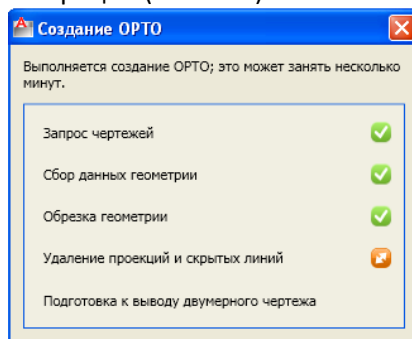 Создание ОРТО
Выполняется создание ОРТО; это может занять несколько
минут.
Запрос чертежей
Сбор данных геометрии
Обрезка геометрии
Удаление проекций и скрытых линий
Подготовка к выводу двумерного чертежа